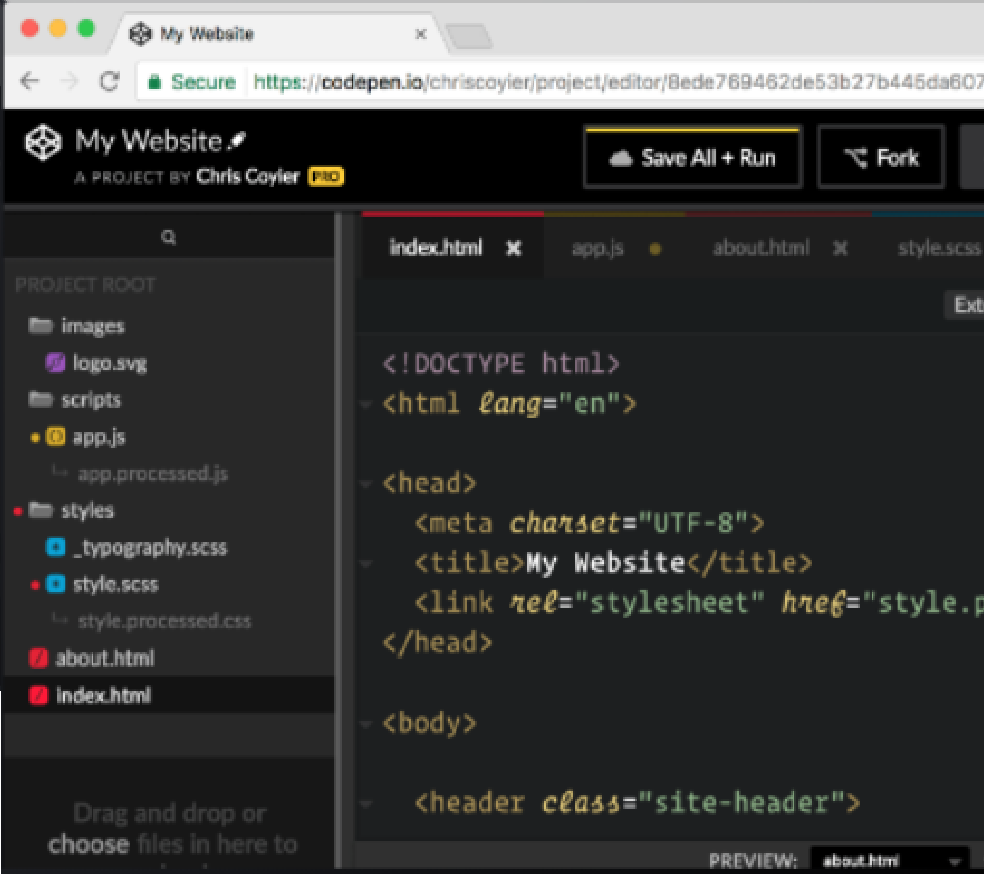 My Website
Secure https://codepen.io/chriscoyier/project/editor/8ede769462de53b27b445da607
My Website
A PROJECT BY Chris Coyier PRO
Save All + Run
Fork
index.html app.js about.html style.scss
PROJECT ROOT
images
logo.svg
scripts
app.js
app.processed.js
styles
_typography.scss
style.scss
style.processed.css
about.html
index.html
Drag and drop or
choose files in here to
<!DOCTYPE html>
<html lang="en">
<head>
<meta charset="UTF-8">
<title>My Website</title>
<link rel="stylesheet" href="style.p
</head>
<body>
<header class="site-header">
PREVIEW: about.html